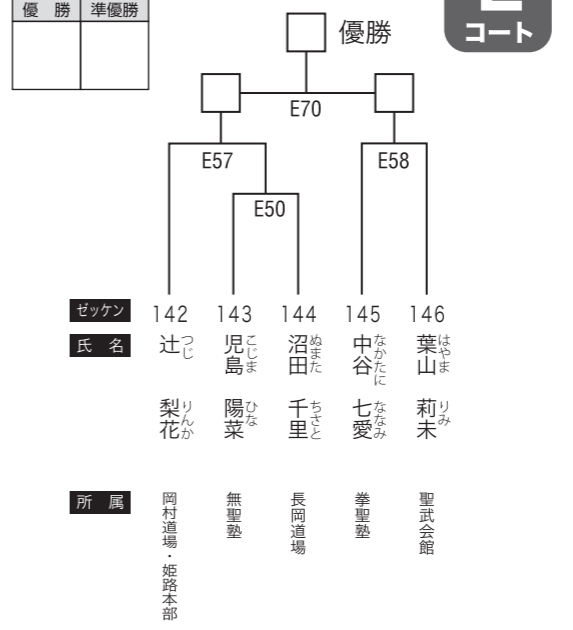 優 勝 準優勝
コート
優勝
E70
E57 E58
E50
ゼッケン 142 143 144 145 146
氏 名
辻 梨花 つじ りんか
児島 陽菜 こじま ひな
沼田 千里 ぬまた ちさと
中谷 七愛 なかたに ななみ
葉山 莉未 はやま りみ
所 属
岡村道場・姫路本部
無聖塾
長岡道場
拳聖塾
聖武会館